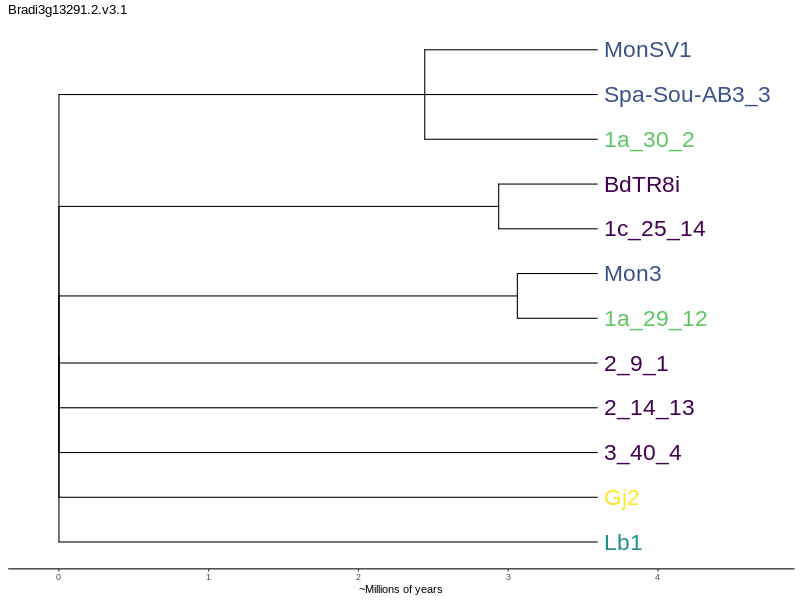 Bradi3g13291.2.v3.1
MonSV1
Spa-Sou-AB3_3
1a_30_2
BdTR8i
1c_25_14
Mon3
1a_29_12
2_9_1
2_14_13
3_40_4
Gj2
Lb1
0 1 2 3 4
~Millions of years